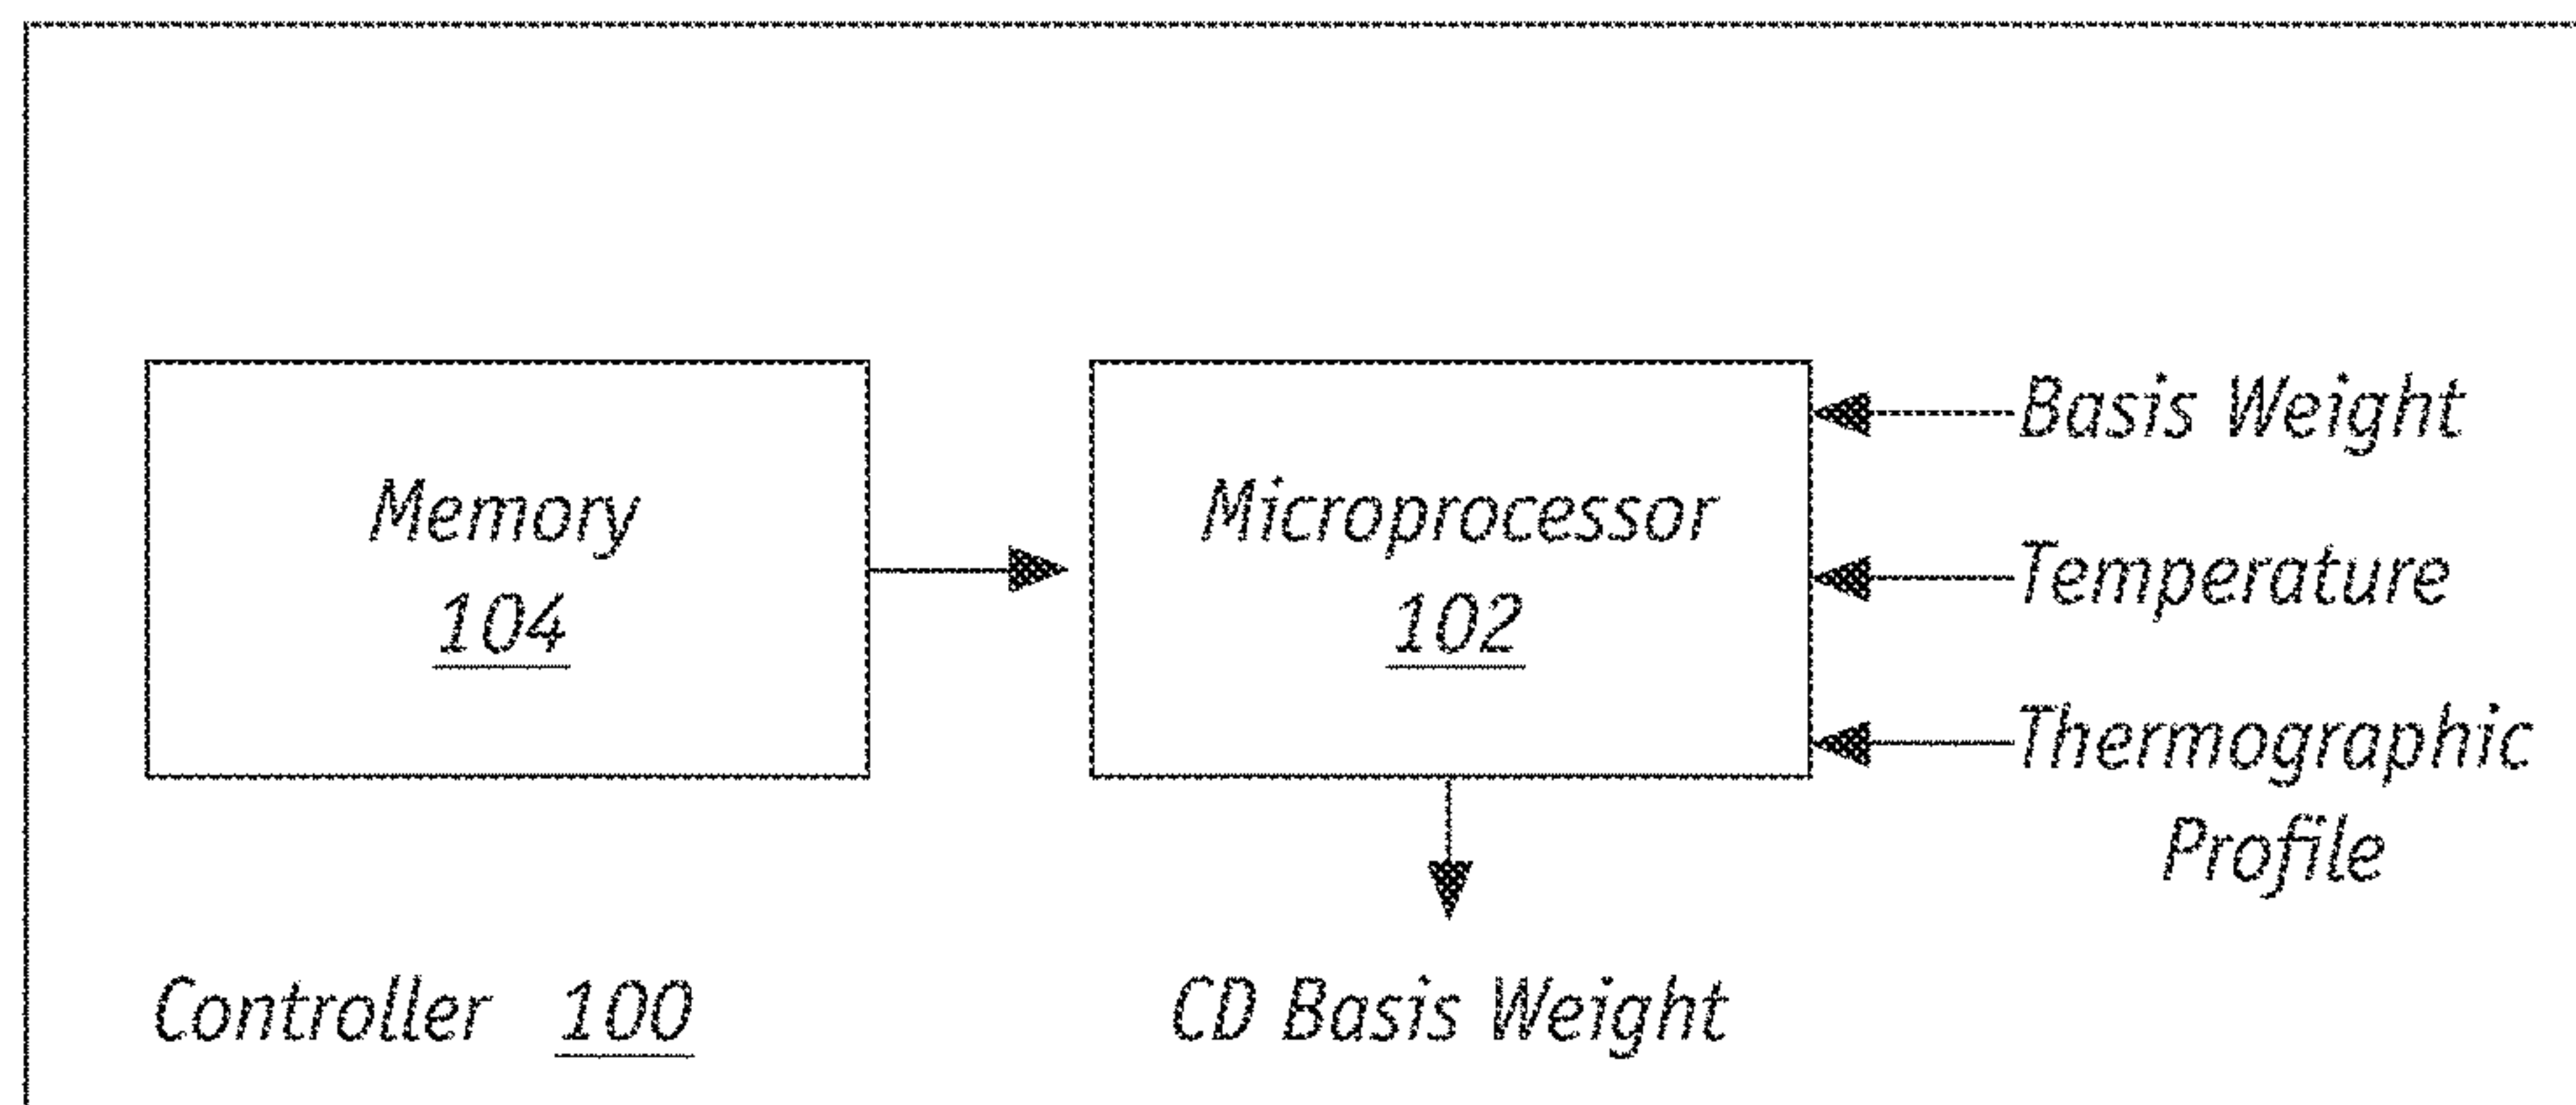 Memory
104
Microprocessor
102
Basis Weight
Temperature
Thermographic
Profile
Controller 100
CD Basis Weight